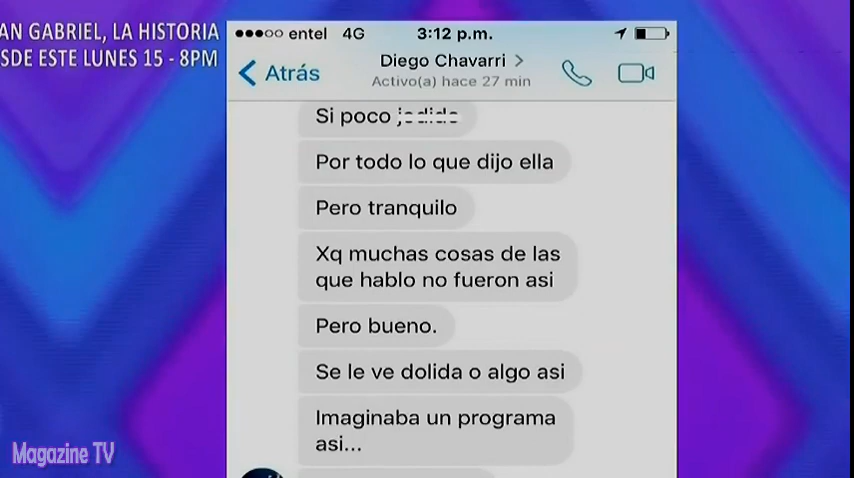 AN GABRIEL, LA HISTORIA
SDE ESTE LUNES 15 - 8PM
entel 4G 3:12 p.m.
Atrás
Diego Chavarri
Activo(a) hace 27 min
Si poco
Por todo lo que dijo ella
Pero tranquilo
Xq muchas cosas de las
que hablo no fueron asi
Pero bueno.
Se le ve dolida o algo asi
Imaginaba un programa
asi...
Magazine TV